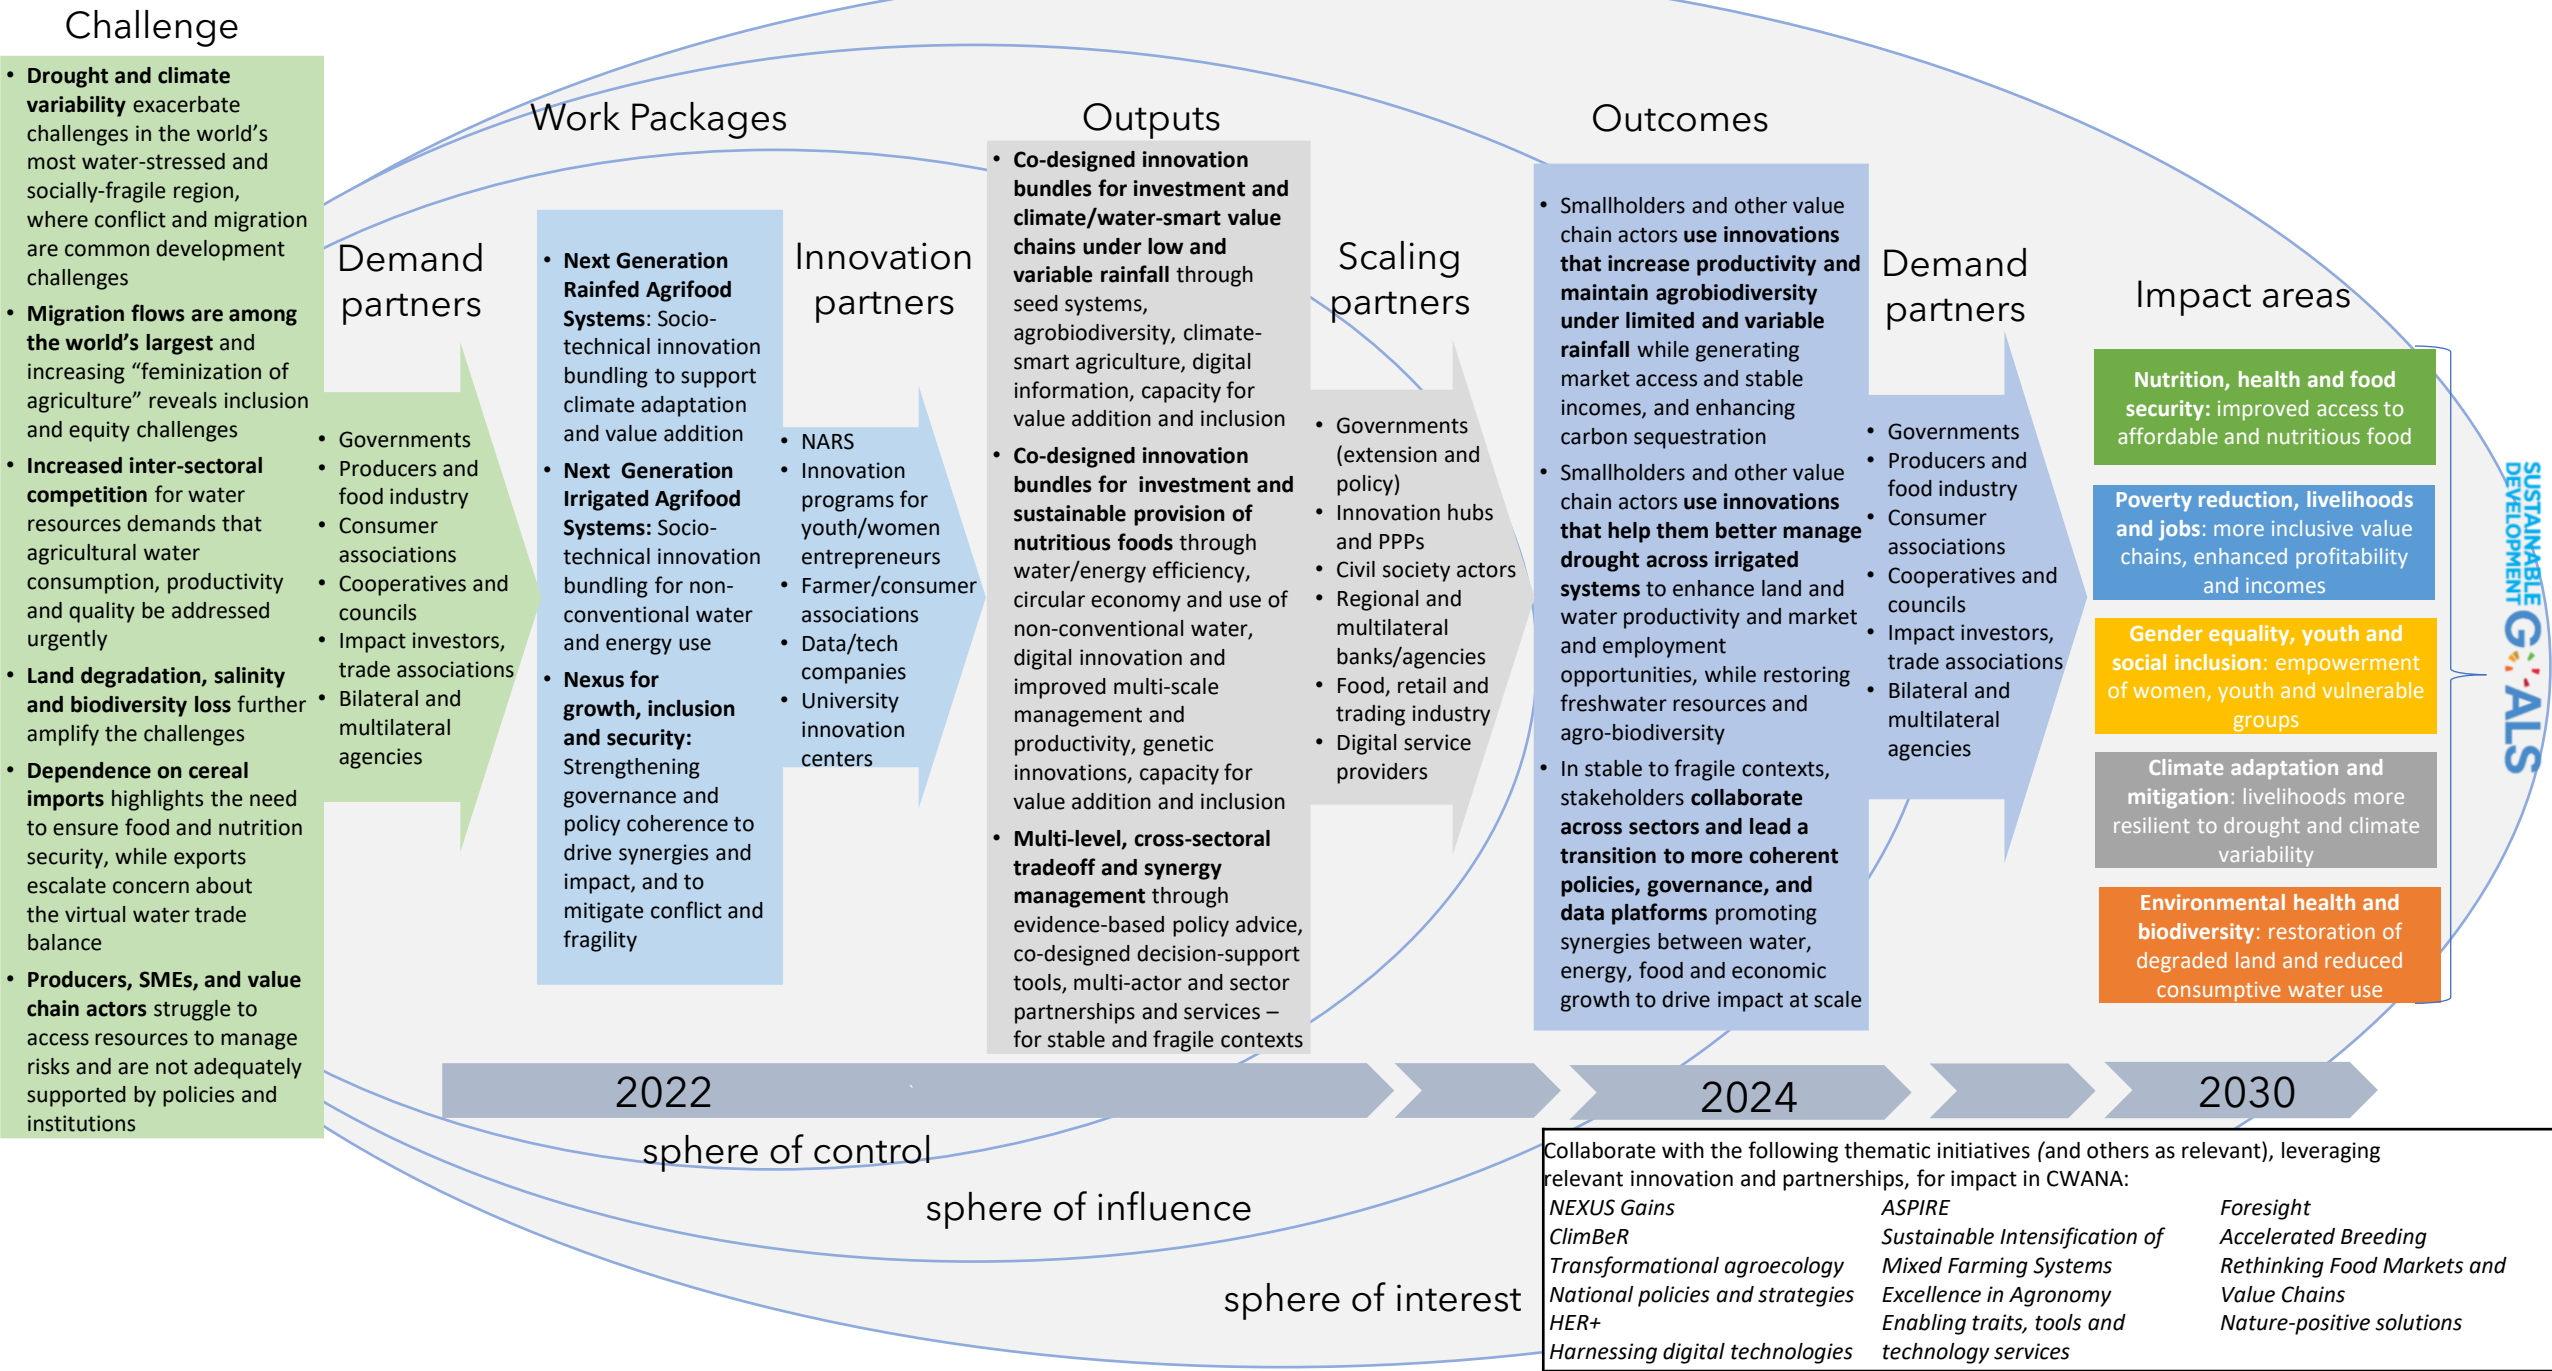 Challenge
• Drought and climate
variability exacerbate
challenges in the world’s
most water-stressed and
socially-fragile region,
where conflict and migration
are common development
challenges
• Migration flows are among
the world’s largest and
increasing “feminization of
agriculture” reveals inclusion
and equity challenges
• Increased inter-sectoral
competition for water
resources demands that
agricultural water
consumption, productivity
and quality be addressed
urgently
• Land degradation, salinity
and biodiversity loss further
amplify the challenges
• Dependence on cereal
imports highlights the need
to ensure food and nutrition
security, while exports
escalate concern about
the virtual water trade
balance
• Producers, SMEs, and value
chain actors struggle to
access resources to manage
risks and are not adequately
supported by policies and
institutions
Demand
partners
• Governments
• Producers and
food industry
• Consumer
associations
• Cooperatives and
councils
• Impact investors,
trade associations
• Bilateral and
multilateral
agencies
Work Packages
• Next Generation
Rainfed Agrifood
Systems: Socio-
technical innovation
bundling to support
climate adaptation
and value addition
• Next Generation
Irrigated Agrifood
Systems: Socio-
technical innovation
bundling for non-
conventional water
and energy use
• Nexus for
growth, inclusion
and security:
Strengthening
governance and
policy coherence to
drive synergies and
impact, and to
mitigate conflict and
fragility
Innovation
partners
• NARS
• Innovation
programs for
youth/women
entrepreneurs
• Farmer/consumer
associations
• Data/tech
companies
• University
innovation
centers
Outputs
• Co-designed innovation
bundles for investment and
climate/water-smart value
chains under low and
variable rainfall through
seed systems,
agrobiodiversity, climate-
smart agriculture, digital
information, capacity for
value addition and inclusion
• Co-designed innovation
bundles for investment and
sustainable provision of
nutritious foods through
water/energy efficiency,
circular economy and use of
non-conventional water,
digital innovation and
improved multi-scale
management and
productivity, genetic
innovations, capacity for
value addition and inclusion
• Multi-level, cross-sectoral
tradeoff and synergy
management through
evidence-based policy advice,
co-designed decision-support
tools, multi-actor and sector
partnerships and services –
for stable and fragile contexts
Scaling
partners
• Governments
(extension and
policy)
• Innovation hubs
and PPPs
• Civil society actors
• Regional and
multilateral
banks/agencies
• Food, retail and
trading industry
• Digital service
providers
Outcomes
• Smallholders and other value
chain actors use innovations
that increase productivity and
maintain agrobiodiversity
under limited and variable
rainfall while generating
market access and stable
incomes, and enhancing
carbon sequestration
• Smallholders and other value
chain actors use innovations
that help them better manage
drought across irrigated
systems to enhance land and
water productivity and market
and employment
opportunities, while restoring
freshwater resources and
agro-biodiversity
• In stable to fragile contexts,
stakeholders collaborate
across sectors and lead a
transition to more coherent
policies, governance, and
data platforms promoting
synergies between water,
energy, food and economic
growth to drive impact at scale
Demand
partners
• Governments
• Producers and
food industry
• Consumer
associations
• Cooperatives and
councils
• Impact investors,
trade associations
• Bilateral and
multilateral
agencies
Impact areas
Nutrition, health and food
security: improved access to
affordable and nutritious food
Poverty reduction, livelihoods
and jobs: more inclusive value
chains, enhanced profitability
and incomes
Gender equality, youth and
social inclusion: empowerment
of women, youth and vulnerable
groups
Climate adaptation and
mitigation: livelihoods more
resilient to drought and climate
variability
Environmental health and
biodiversity: restoration of
degraded land and reduced
consumptive water use
SUSTAINABLE
DEVELOPMENT
GOALS
2022
2024
2030
sphere of control
sphere of influence
sphere of interest
Collaborate with the following thematic initiatives (and others as relevant), leveraging
relevant innovation and partnerships, for impact in CWANA:
NEXUS Gains
ClimBeR
Transformational agroecology
National policies and strategies
HER+
Harnessing digital technologies
ASPIRE
Sustainable Intensification of
Mixed Farming Systems
Excellence in Agronomy
Enabling traits, tools and
technology services
Foresight
Accelerated Breeding
Rethinking Food Markets and
Value Chains
Nature-positive solutions